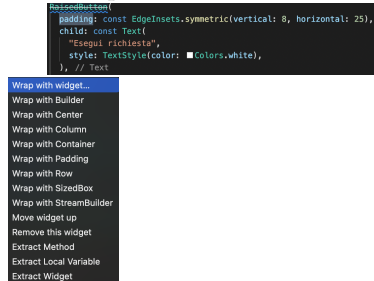 RaisedButton(
padding: const EdgeInsets.symmetric(vertical: 8, horizontal: 25),
child: const Text(
"Esegui richiesta",
style: TextStyle(color: Colors.white),
), // Text
Wrap with widget...
Wrap with Builder
Wrap with Center
Wrap with Column
Wrap with Container
Wrap with Padding
Wrap with Row
Wrap with SizedBox
Wrap with StreamBuilder
Move widget up
Remove this widget
Extract Method
Extract Local Variable
Extract Widget